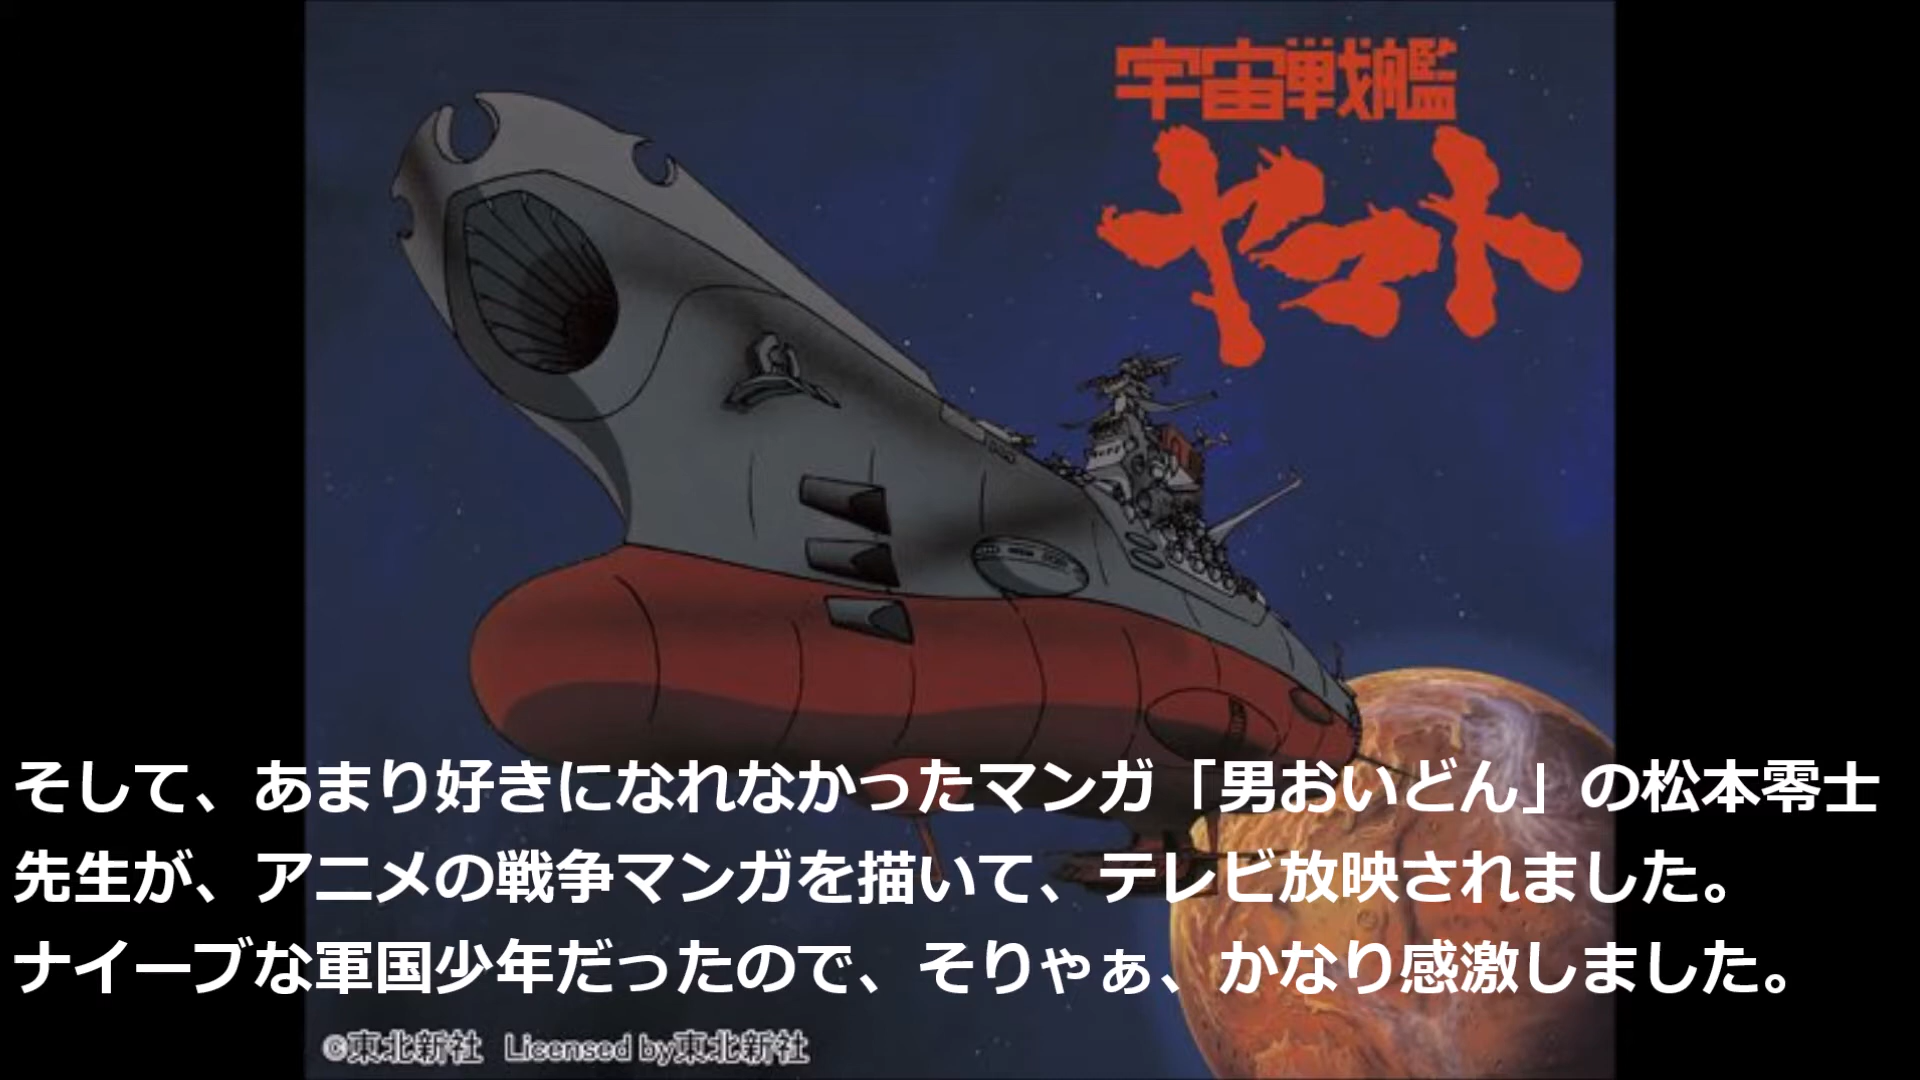 宇宙戦艦
ヤマト
そして、あまり好きになれなかったマンガ「男おいどん」の松本零士
先生が、アニメの戦争マンガを描いて、テレビ放映されました。
ナイーブな軍国少年だったので、そりゃぁ、かなり感激しました。
©東北新社 Licensed by東北新社